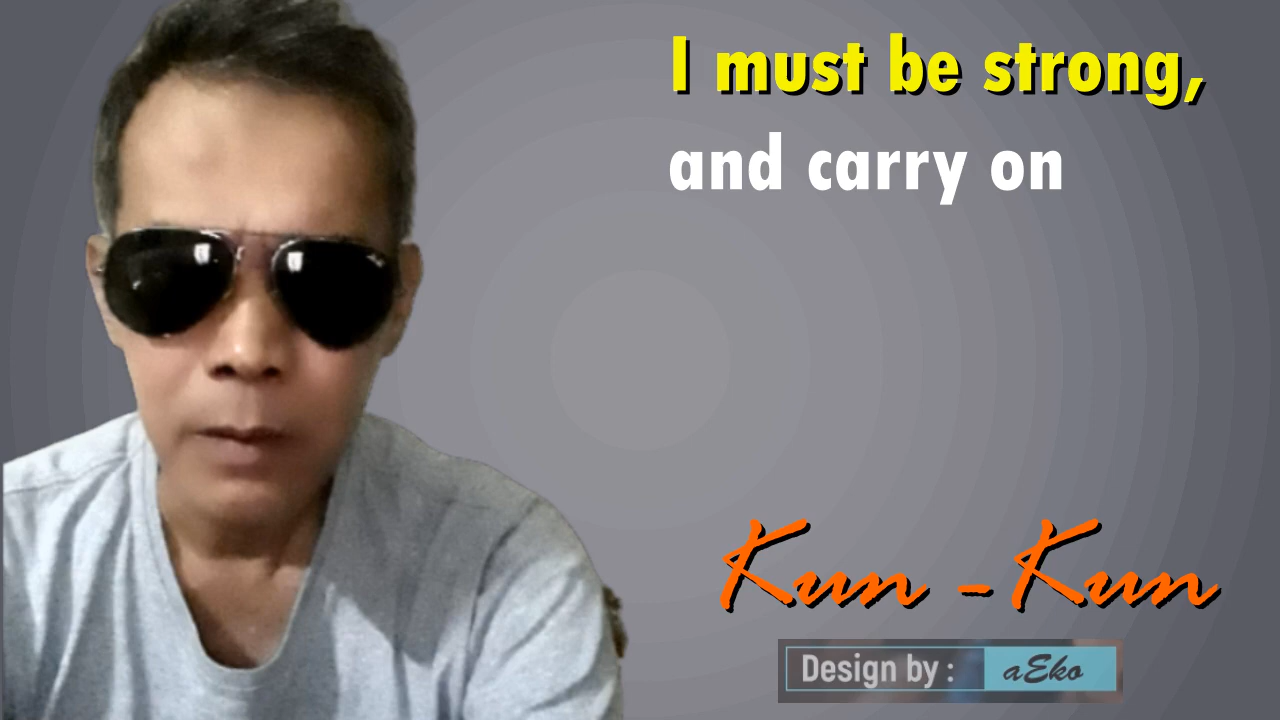 I must be strong,
and carry on
Kun - Kun
Design by : aEko